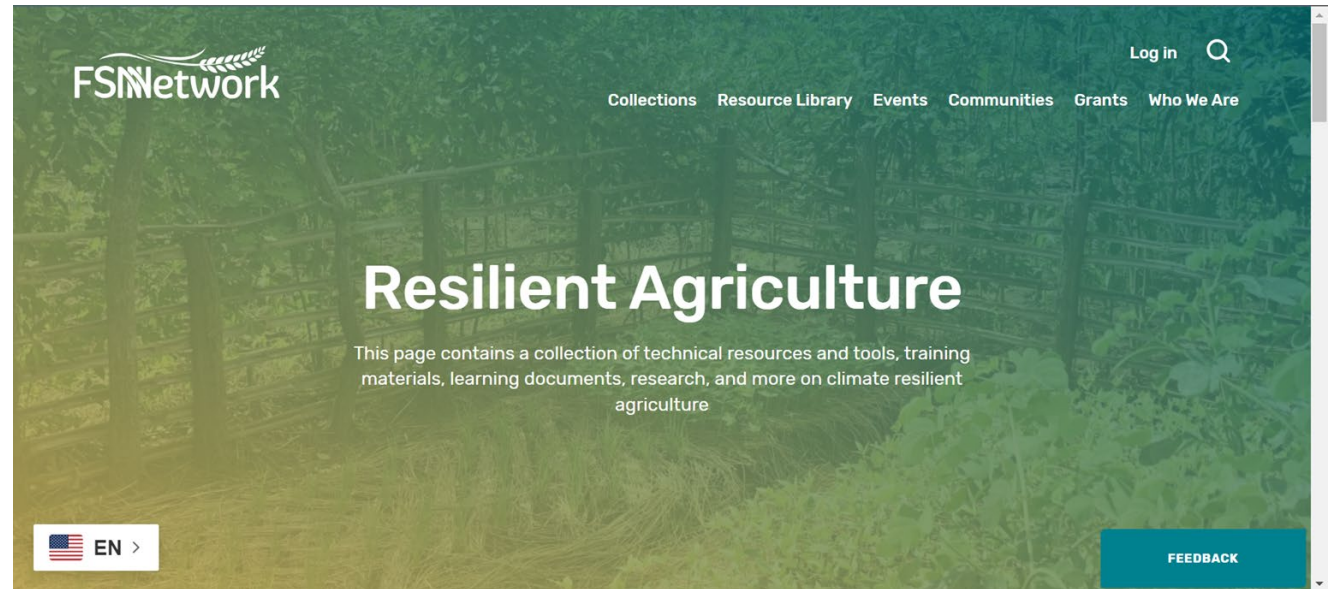 FSNNetwork
Log in
Collections Resource Library Events Communities Grants Who We Are
Resilient Agriculture
This page contains a collection of technical resources and tools, training
materials, learning documents, research, and more on climate resilient
agriculture
EN >
FEEDBACK